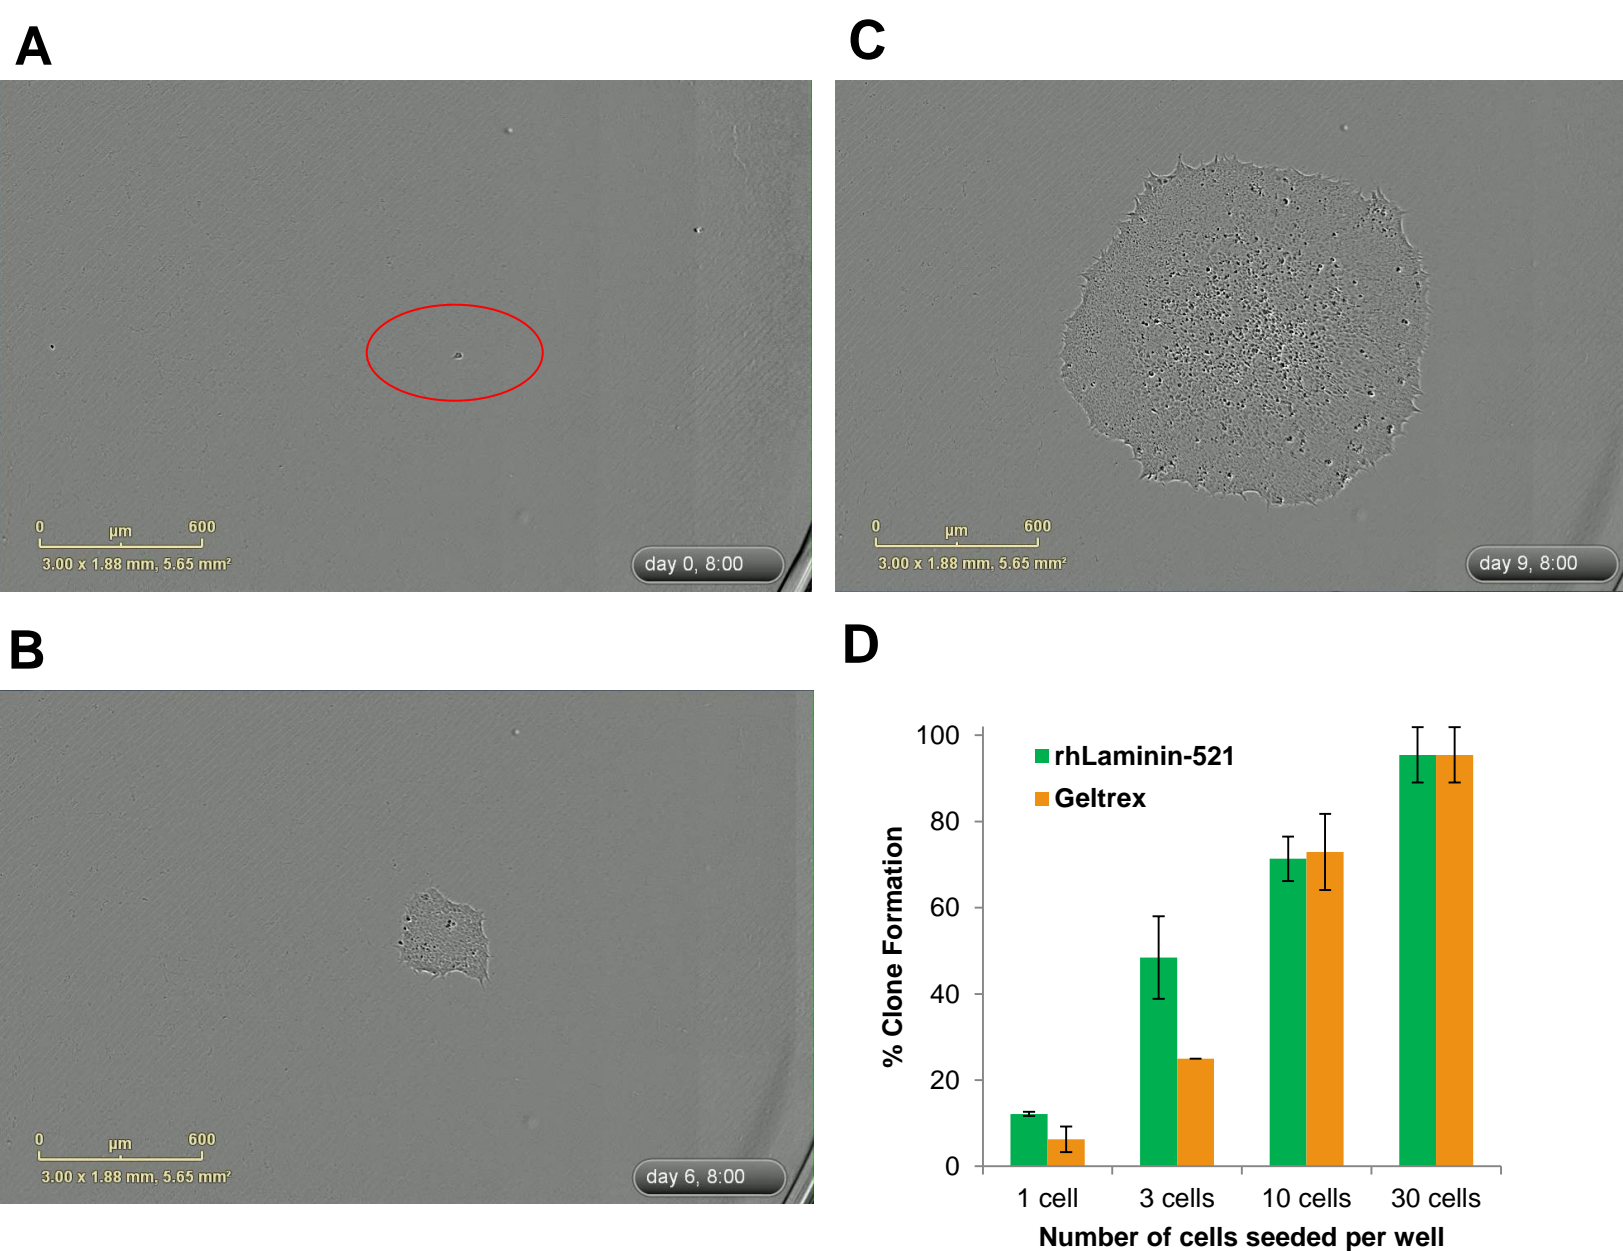 A
0 µm 600
3.00 x 1.88 mm, 5.65 mm²
day 0, 8:00
B
0 µm 600
3.00 x 1.88 mm, 5.65 mm²
day 6, 8:00
C
0 µm 600
3.00 x 1.88 mm, 5.65 mm²
day 9, 8:00
D
% Clone Formation
100
80
60
40
20
0
rhLaminin-521
Geltrex
1 cell 3 cells 10 cells 30 cells
Number of cells seeded per well